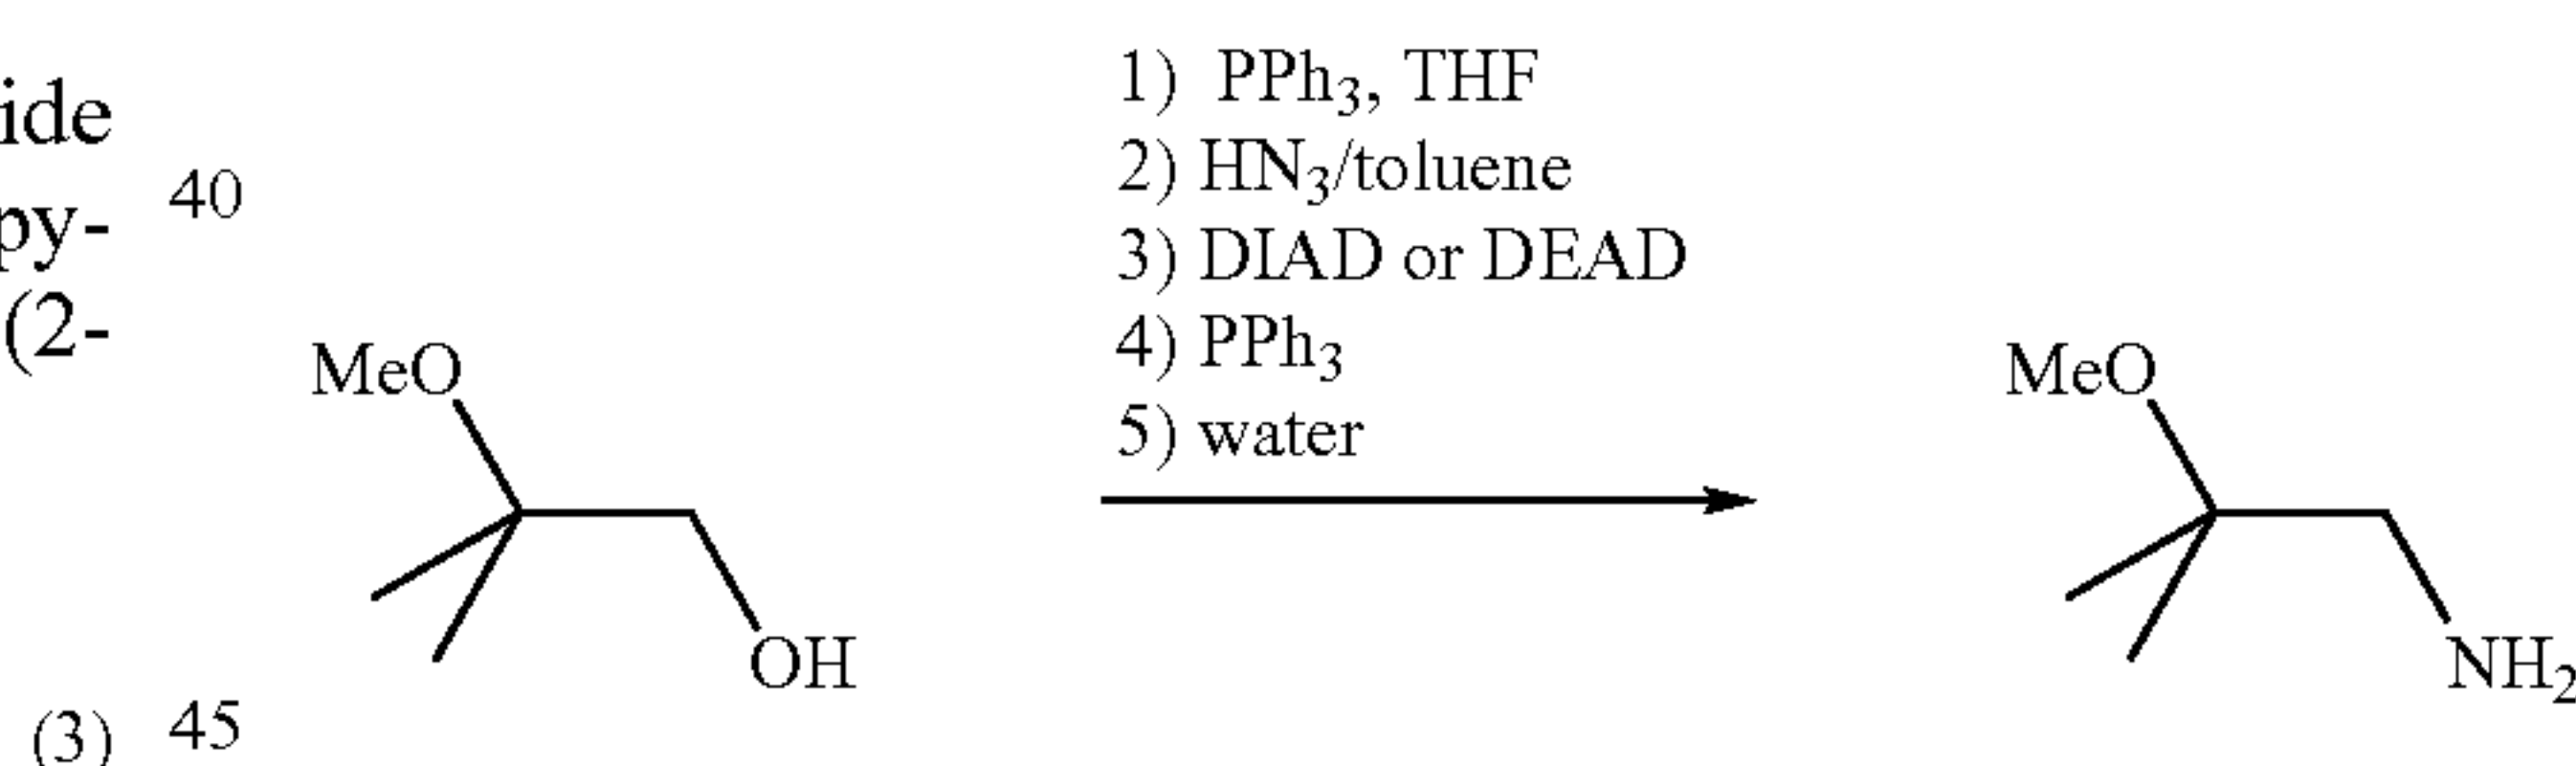 ide
py-
(2-
(3)
40
45
1) PPh₃, THF
2) HN₃/toluene
3) DIAD or DEAD
4) PPh₃
5) water
MeO
OH
MeO
NH₂